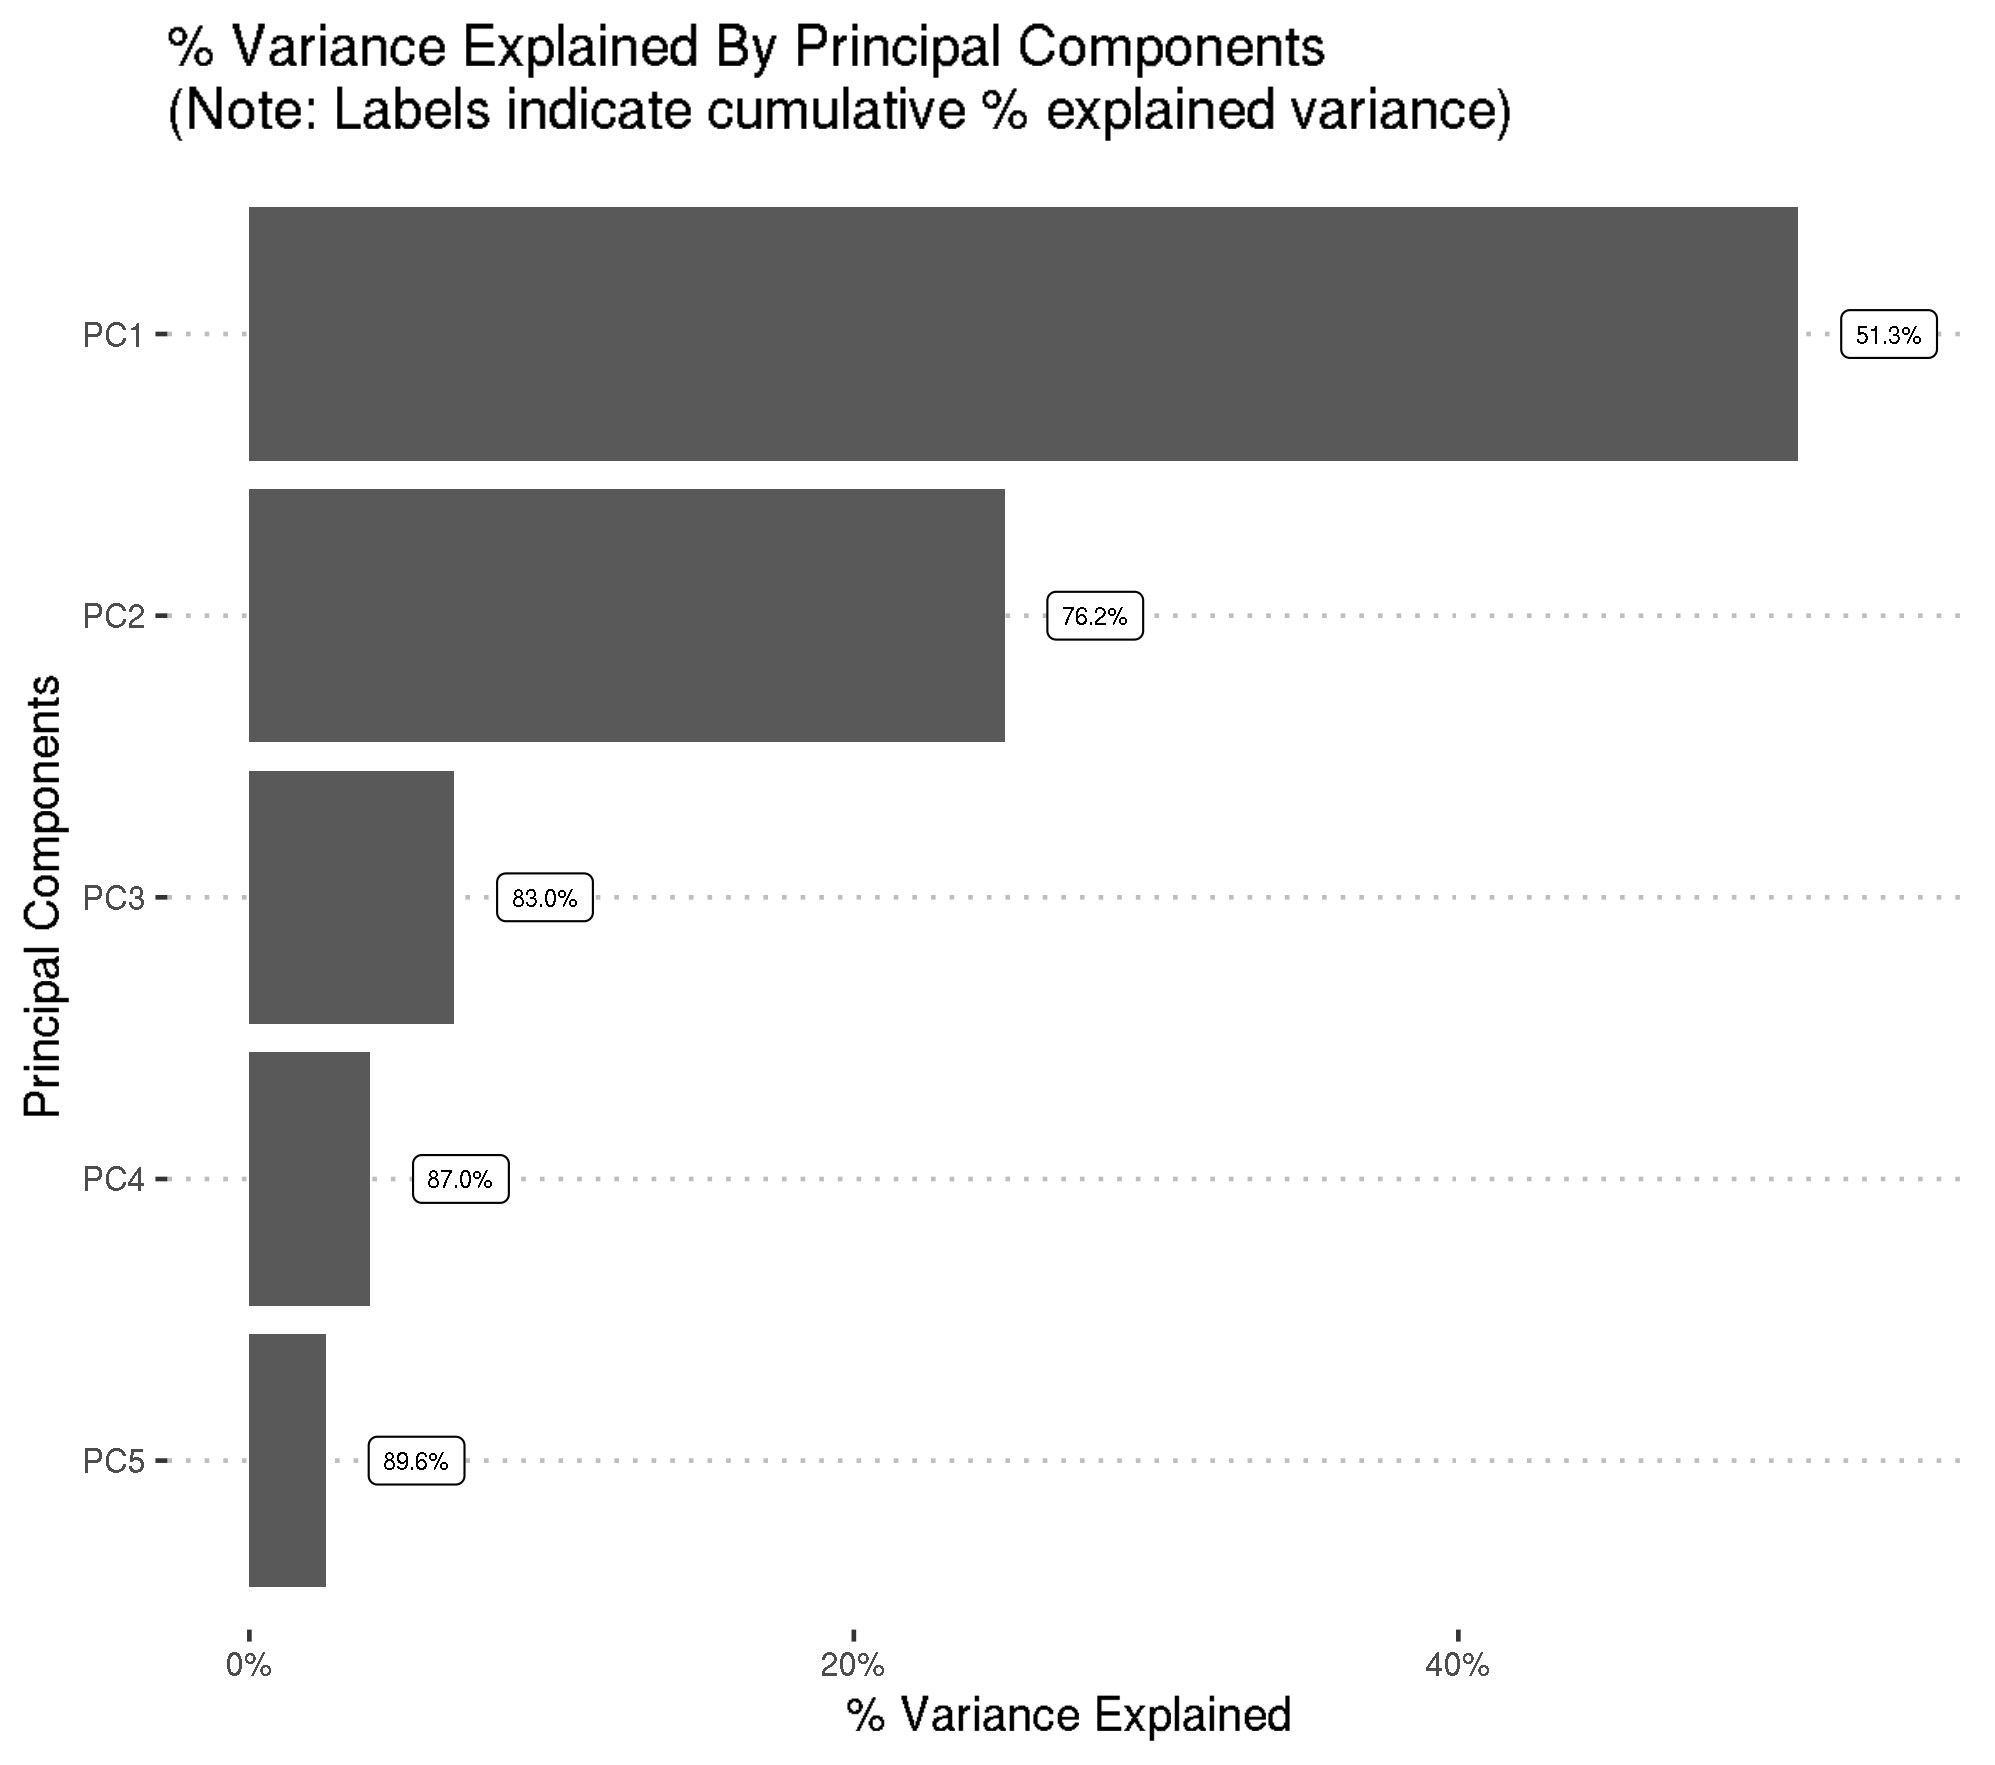 % Variance Explained By Principal Components
(Note: Labels indicate cumulative % explained variance)
PC1
51.3%
PC2
76.2%
PC3
83.0%
PC4
87.0%
PC5
89.6%
Principal Components
0%
20%
40%
% Variance Explained